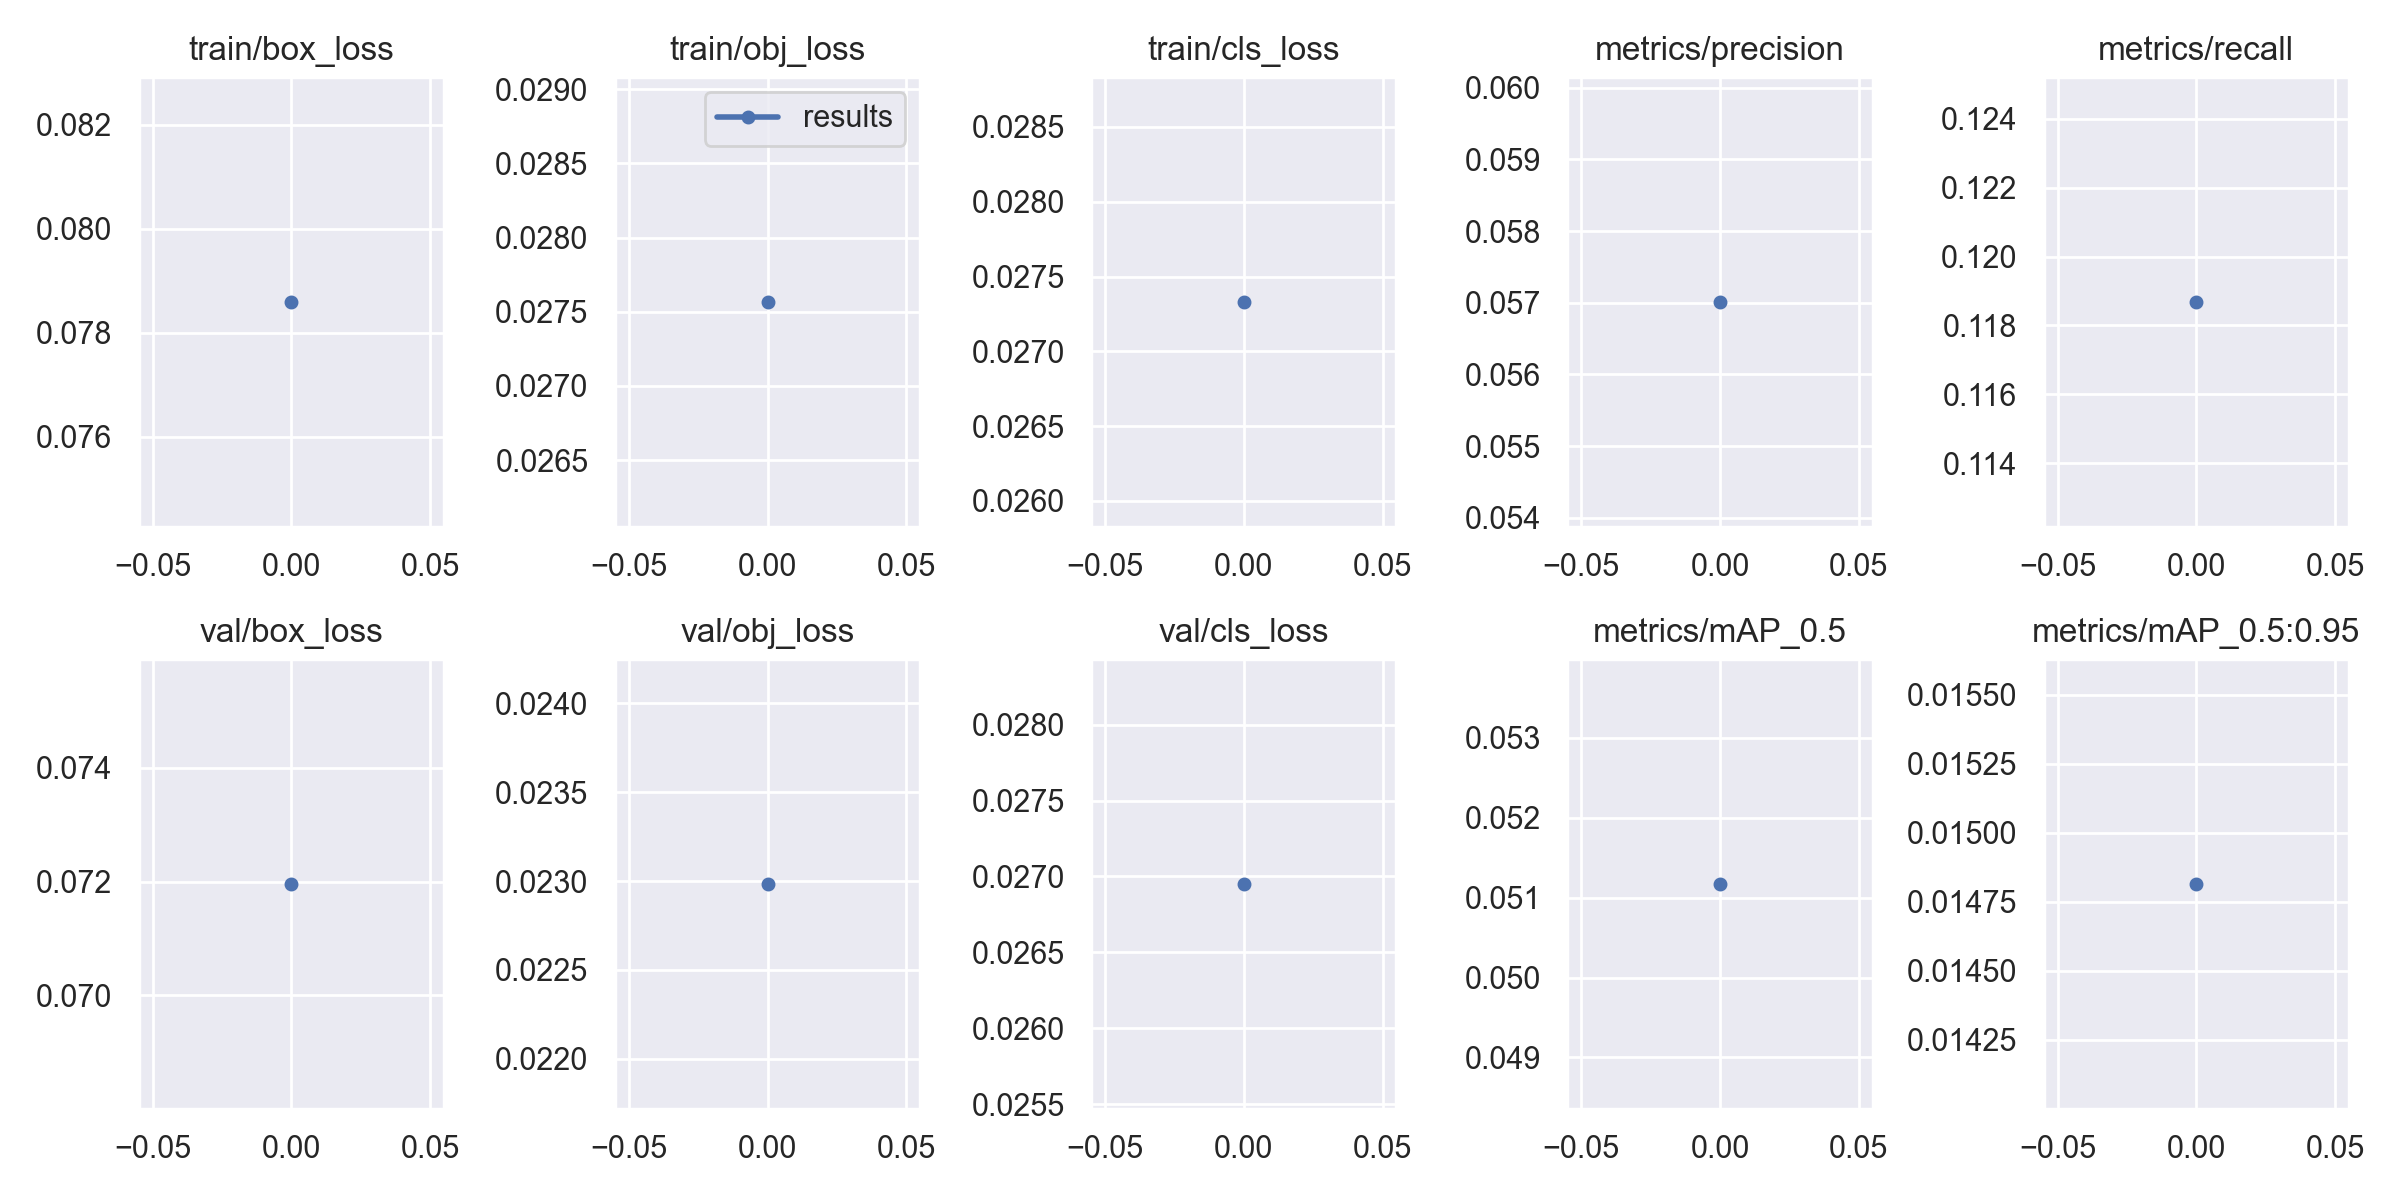 train/box_loss
0.082
0.080
0.078
0.076
−0.05 0.00 0.05
train/obj_loss
results
0.0290
0.0285
0.0280
0.0275
0.0270
0.0265
−0.05 0.00 0.05
train/cls_loss
0.0285
0.0280
0.0275
0.0270
0.0265
0.0260
−0.05 0.00 0.05
metrics/precision
0.060
0.059
0.058
0.057
0.056
0.055
0.054
−0.05 0.00 0.05
metrics/recall
0.124
0.122
0.120
0.118
0.116
0.114
−0.05 0.00 0.05
val/box_loss
0.074
0.072
0.070
−0.05 0.00 0.05
val/obj_loss
0.0240
0.0235
0.0230
0.0225
0.0220
−0.05 0.00 0.05
val/cls_loss
0.0280
0.0275
0.0270
0.0265
0.0260
0.0255
−0.05 0.00 0.05
metrics/mAP_0.5
0.053
0.052
0.051
0.050
0.049
−0.05 0.00 0.05
metrics/mAP_0.5:0.95
0.01550
0.01525
0.01500
0.01475
0.01450
0.01425
−0.05 0.00 0.05